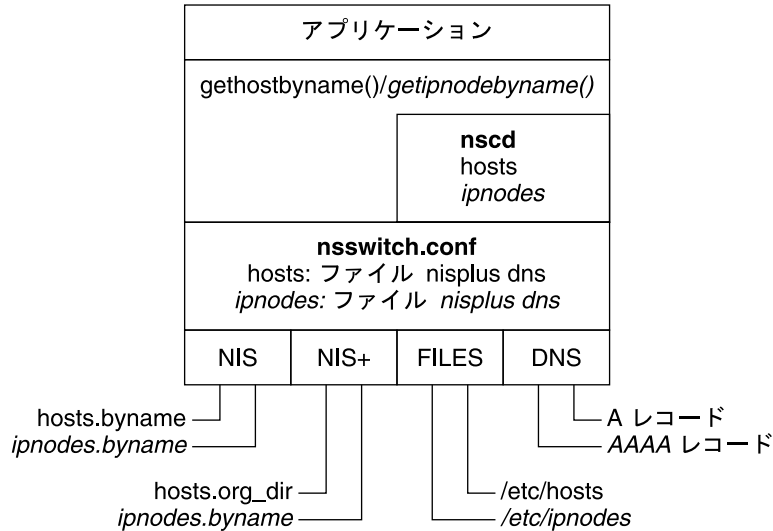 アプリケーション
gethostbyname()/getipnodebyname()
nscd
hosts
ipnodes
nsswitch.conf
hosts: ファイル nisplus dns
ipnodes: ファイル nisplus dns
NIS
NIS+
FILES
DNS
hosts.byname
ipnodes.byname
A レコード
AAAA レコード
hosts.org_dir
ipnodes.byname
/etc/hosts
/etc/ipnodes